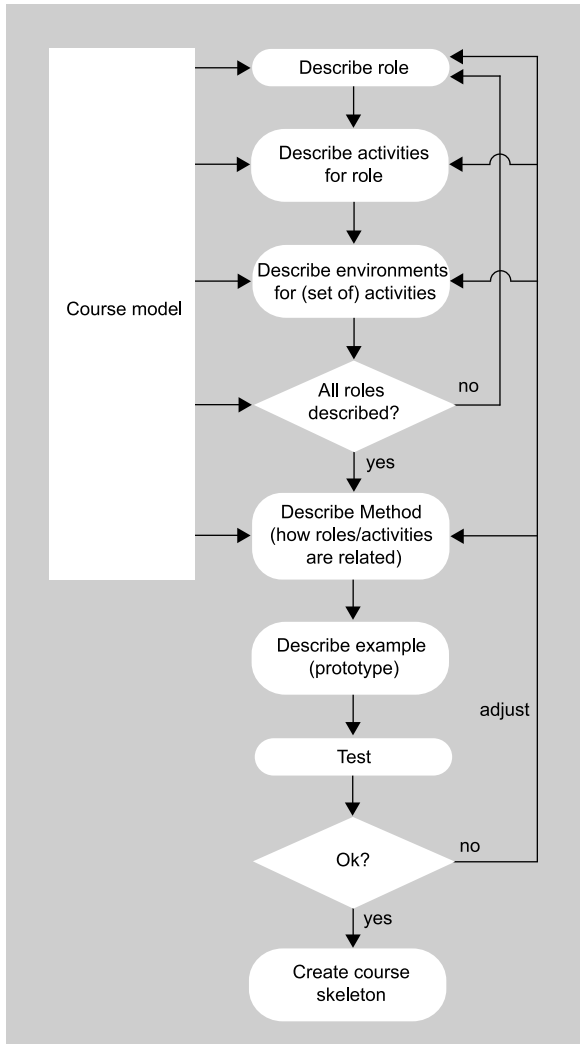 Describe role
Describe activities
for role
Describe environments
for (set of) activities
Course model
All roles
described?
no
yes
Describe Method
(how roles/activities
are related)
Describe example
(prototype)
adjust
Test
Ok?
no
yes
Create course
skeleton